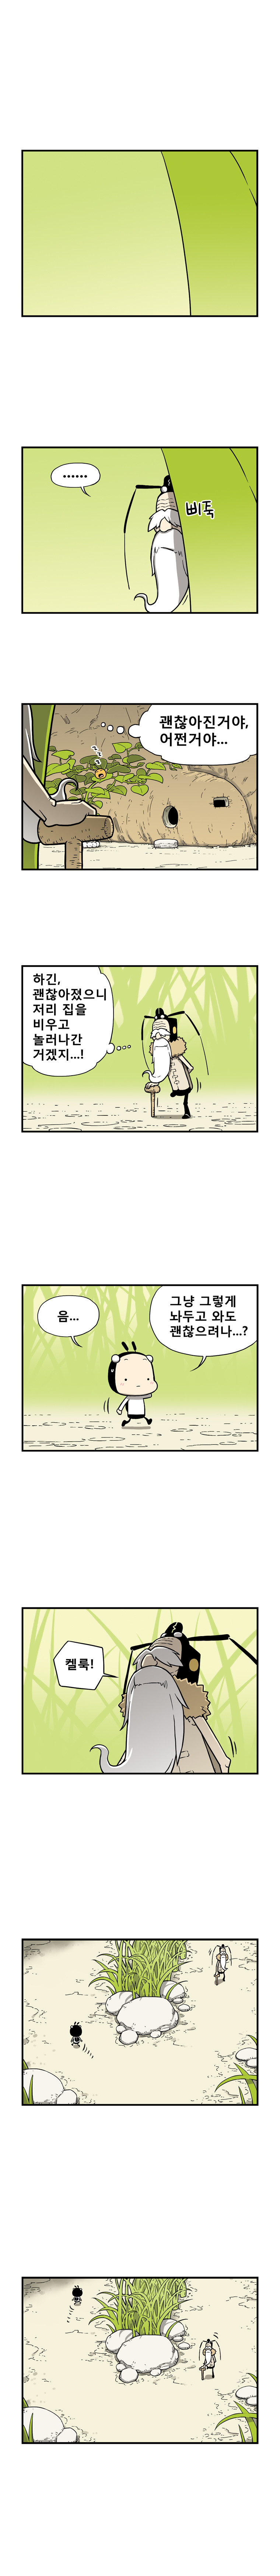 ......
삐죽
괜찮아진거야,
어쩐거야...
하긴,
괜찮아졌으니
저리 집을
비우고
놀러나간
거겠지...!
음...
그냥 그렇게
놔두고 와도
괜찮으려나...?
켈룩!